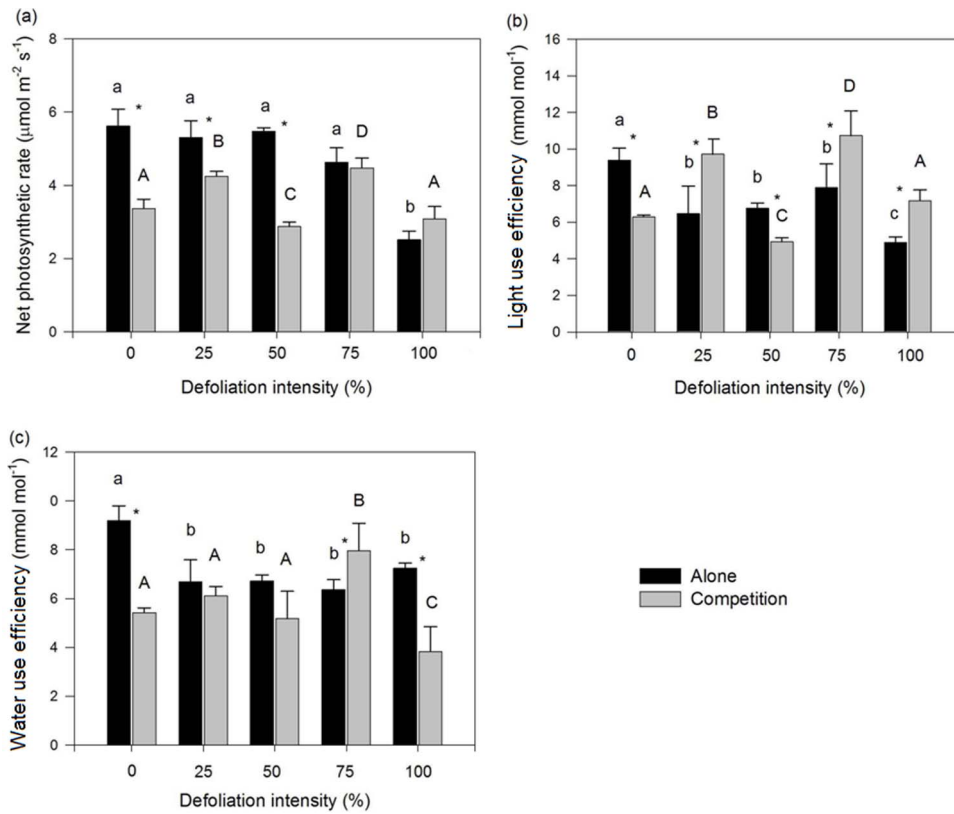 (a)
Net photosynthetic rate (μmol m⁻² s⁻¹)
8
6
4
2
0
a
*
A
a
*
B
a
*
C
a
D
b
A
0 25 50 75 100
Defoliation intensity (%)
(b)
Light use efficiency (mmol mol⁻¹)
16
14
12
10
8
6
4
2
0
a
*
A
*
b
B
b
*
C
*
b
D
*
c
A
0 25 50 75 100
Defoliation intensity (%)
(c)
Water use efficiency (mmol mol⁻¹)
12
0
8
6
4
2
0
a
*
A
b
A
b
A
b
*
B
b
*
C
0 25 50 75 100
Defoliation intensity (%)
Alone
Competition